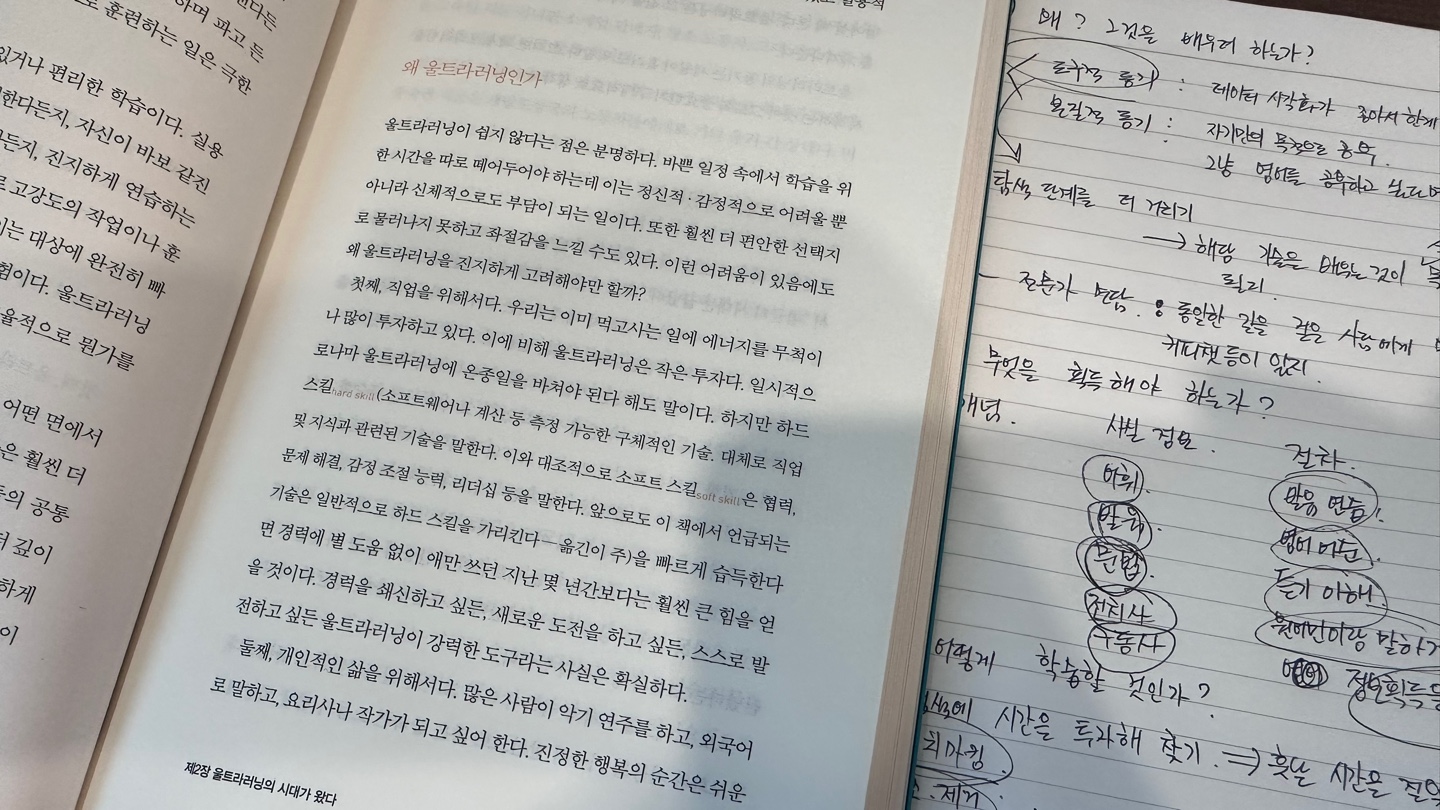 하며 파고 든
로 훈련하는 일은 극한
있거나 편리한 학습이다. 실용
한다든지, 자신이 바보 같진
든지, 진지하게 연습하는
고강도의 작업이나 훈
이는 대상에 완전히 빠
험이다. 울트라러닝
율적으로 뭔가를
어떤 면에서
은 훨씬 더
의 공통
더 깊이
하게
이
왜 울트라러닝인가
울트라러닝이 쉽지 않다는 점은 분명하다. 바쁜 일정 속에서 학습을 위
한 시간을 따로 떼어두어야 하는데 이는 정신적·감정적으로 어려울 뿐
아니라 신체적으로도 부담이 되는 일이다. 또한 훨씬 더 편안한 선택지
로 물러나지 못하고 좌절감을 느낄 수도 있다. 이런 어려움이 있음에도
왜 울트라러닝을 진지하게 고려해야만 할까?
첫째, 직업을 위해서다. 우리는 이미 먹고사는 일에 에너지를 무척이
나 많이 투자하고 있다. 이에 비해 울트라러닝은 작은 투자다. 일시적으
로나마 울트라러닝에 온종일을 바쳐야 된다 해도 말이다. 하지만 하드
스킬hard skill(소프트웨어나 계산 등 측정 가능한 구체적인 기술. 대체로 직업
및 지식과 관련된 기술을 말한다. 이와 대조적으로 소프트 스킬soft skill은 협력,
문제 해결, 감정 조절 능력, 리더십 등을 말한다. 앞으로도 이 책에서 언급되는
기술은 일반적으로 하드 스킬을 가리킨다— 옮긴이 주)을 빠르게 습득한다
면 경력에 별 도움 없이 애만 쓰던 지난 몇 년간보다는 훨씬 큰 힘을 얻
을 것이다. 경력을 쇄신하고 싶든, 새로운 도전을 하고 싶든, 스스로 발
전하고 싶든 울트라러닝이 강력한 도구라는 사실은 확실하다.
둘째, 개인적인 삶을 위해서다. 많은 사람이 악기 연주를 하고, 외국어
로 말하고, 요리사나 작가가 되고 싶어 한다. 진정한 행복의 순간은 쉬운
제2장 울트라러닝의 시대가 왔다
왜? 그것을 배우려 하는가?
도구적 동기 : 데이터 시각화가 좋아서 한게
본질적 동기 : 자기만의 목적으로 공부.
그냥 영어를 공부하고 싶다면
탐색 단계를 더 거리기
→ 해당 기술을 배우는것이
전문가 면담. : 동일한 길을 걸은 사람에게
커피챗 등이 있지.
무엇을 획득해야 하는가?
개념. 사실 정보. 절차.
어휘. 발음 연습.
발음.
문법. 듣기 이해.
전치사 원어민이랑 말하기
구동사
어떻게 학습할 것인가?
시간을 투자해 찾기. ⇒ 훗날 시간을 절약
치마킹.
제거